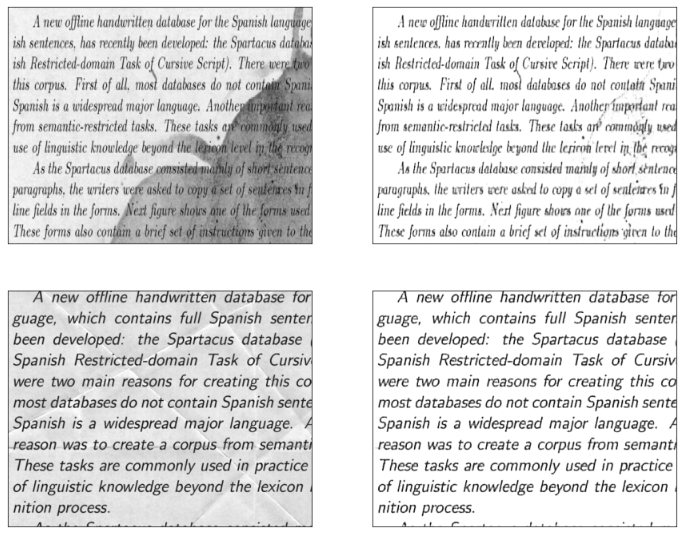 A new offline handwritten database for the Spanish language
ish sentences, has recently been developed: the Spartacus databa
ish Restricted-domain Task of Cursive Script). There were two
this corpus. First of all, most databases do not contain Spani
Spanish is a widespread major language. Another important rea
from semantic-restricted tasks. These tasks are commonly used
use of linguistic knowledge beyond the lexicon level in the recogn
As the Spartacus database consisted mainly of short sentence
paragraphs, the writers were asked to copy a set of sentences in f
line fields in the forms. Next figure shows one of the forms used
These forms also contain a brief set of instructions given to the
A new offline handwritten database for the Spanish language
ish sentences, has recently been developed: the Spartacus databa
ish Restricted-domain Task of Cursive Script). There were two
this corpus. First of all, most databases do not contain Spani
Spanish is a widespread major language. Another important rea
from semantic-restricted tasks. These tasks are commonly used
use of linguistic knowledge beyond the lexicon level in the recogn
As the Spartacus database consisted mainly of short sentence
paragraphs, the writers were asked to copy a set of sentences in f
line fields in the forms. Next figure shows one of the forms used
These forms also contain a brief set of instructions given to the
A new offline handwritten database for
guage, which contains full Spanish senten
been developed: the Spartacus database
Spanish Restricted-domain Task of Cursiv
were two main reasons for creating this co
most databases do not contain Spanish sente
Spanish is a widespread major language. A
reason was to create a corpus from semanti
These tasks are commonly used in practice
of linguistic knowledge beyond the lexicon
nition process.
A new offline handwritten database for
guage, which contains full Spanish senten
been developed: the Spartacus database
Spanish Restricted-domain Task of Cursiv
were two main reasons for creating this co
most databases do not contain Spanish sente
Spanish is a widespread major language. A
reason was to create a corpus from semanti
These tasks are commonly used in practice
of linguistic knowledge beyond the lexicon
nition process.